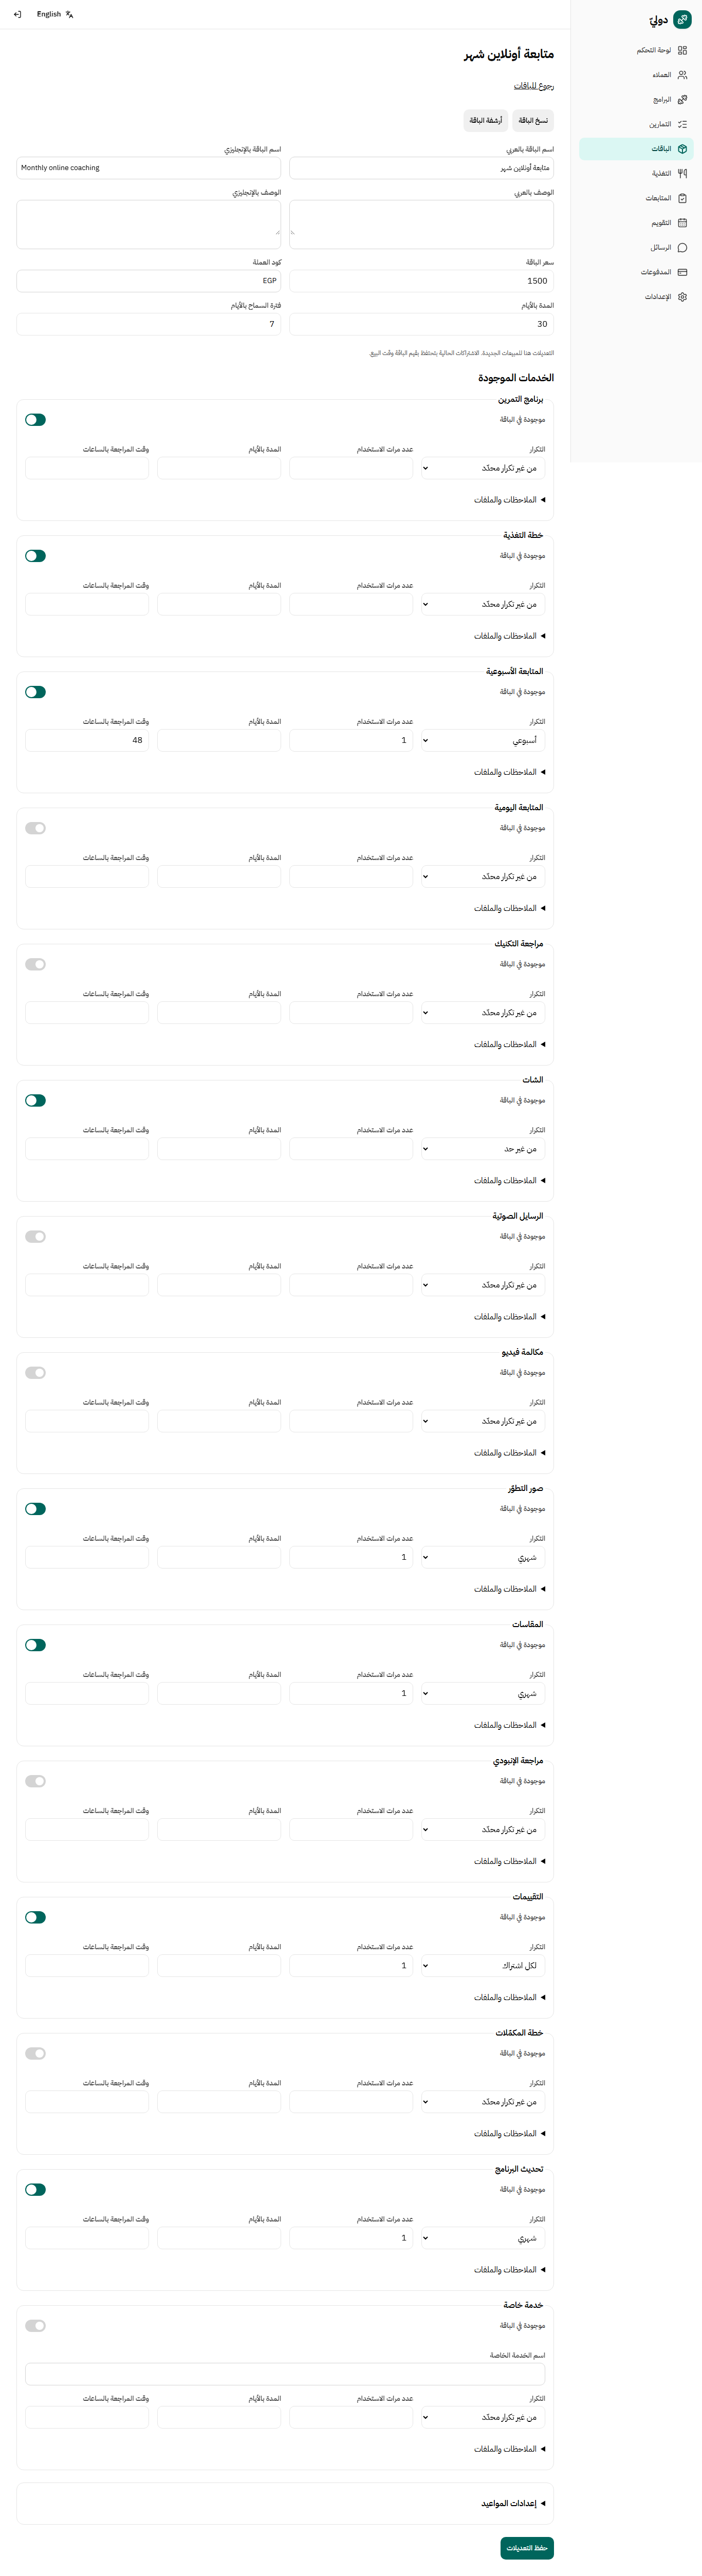 دوليّ
لوحة التحكم
العملاء
البرامج
التمارين
الباقات
التغذية
المتابعات
التقويم
الرسائل
المدفوعات
الإعدادات
English
متابعة أونلاين شهر
رجوع للباقات
نسخ الباقة
أرشفة الباقة
اسم الباقة بالعربي
اسم الباقة بالإنجليزي
متابعة أونلاين شهر
Monthly online coaching
الوصف بالعربي
الوصف بالإنجليزي
سعر الباقة
كود العملة
1500
EGP
المدة بالأيام
فترة السماح بالأيام
30
7
التعديلات هنا للمبيعات الجديدة. الاشتراكات الحالية بتحتفظ بقيم الباقة وقت البيع.
الخدمات الموجودة
برنامج التمرين
موجودة في الباقة
التكرار
عدد مرات الاستخدام
المدة بالأيام
وقت المراجعة بالساعات
من غير تكرار محدّد
الملاحظات والملفات
خطة التغذية
موجودة في الباقة
التكرار
عدد مرات الاستخدام
المدة بالأيام
وقت المراجعة بالساعات
من غير تكرار محدّد
الملاحظات والملفات
المتابعة الأسبوعية
موجودة في الباقة
التكرار
عدد مرات الاستخدام
المدة بالأيام
وقت المراجعة بالساعات
أسبوعي
1
48
الملاحظات والملفات
المتابعة اليومية
موجودة في الباقة
التكرار
عدد مرات الاستخدام
المدة بالأيام
وقت المراجعة بالساعات
من غير تكرار محدّد
الملاحظات والملفات
مراجعة التكنيك
موجودة في الباقة
التكرار
عدد مرات الاستخدام
المدة بالأيام
وقت المراجعة بالساعات
من غير تكرار محدّد
الملاحظات والملفات
الشات
موجودة في الباقة
التكرار
عدد مرات الاستخدام
المدة بالأيام
وقت المراجعة بالساعات
من غير حد
الملاحظات والملفات
الرسايل الصوتية
موجودة في الباقة
التكرار
عدد مرات الاستخدام
المدة بالأيام
وقت المراجعة بالساعات
من غير تكرار محدّد
الملاحظات والملفات
مكالمة فيديو
موجودة في الباقة
التكرار
عدد مرات الاستخدام
المدة بالأيام
وقت المراجعة بالساعات
من غير تكرار محدّد
الملاحظات والملفات
صور التطوّر
موجودة في الباقة
التكرار
عدد مرات الاستخدام
المدة بالأيام
وقت المراجعة بالساعات
شهري
1
الملاحظات والملفات
المقاسات
موجودة في الباقة
التكرار
عدد مرات الاستخدام
المدة بالأيام
وقت المراجعة بالساعات
شهري
1
الملاحظات والملفات
مراجعة الإنبودي
موجودة في الباقة
التكرار
عدد مرات الاستخدام
المدة بالأيام
وقت المراجعة بالساعات
من غير تكرار محدّد
الملاحظات والملفات
التقييمات
موجودة في الباقة
التكرار
عدد مرات الاستخدام
المدة بالأيام
وقت المراجعة بالساعات
لكل اشتراك
1
الملاحظات والملفات
خطة المكمّلات
موجودة في الباقة
التكرار
عدد مرات الاستخدام
المدة بالأيام
وقت المراجعة بالساعات
من غير تكرار محدّد
الملاحظات والملفات
تحديث البرنامج
موجودة في الباقة
التكرار
عدد مرات الاستخدام
المدة بالأيام
وقت المراجعة بالساعات
شهري
1
الملاحظات والملفات
خدمة خاصة
موجودة في الباقة
اسم الخدمة الخاصة
التكرار
عدد مرات الاستخدام
المدة بالأيام
وقت المراجعة بالساعات
من غير تكرار محدّد
الملاحظات والملفات
إعدادات المواعيد
حفظ التعديلات